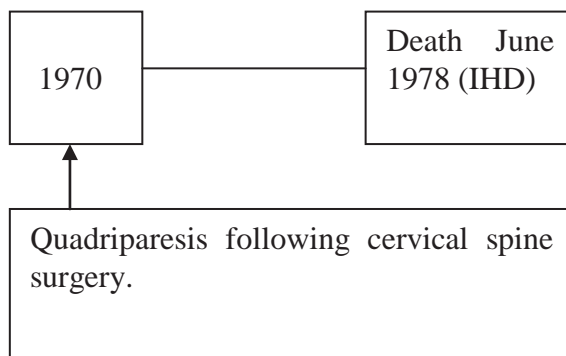 1970
Death June
1978 (IHD)
Quadriparesis following cervical spine
surgery.